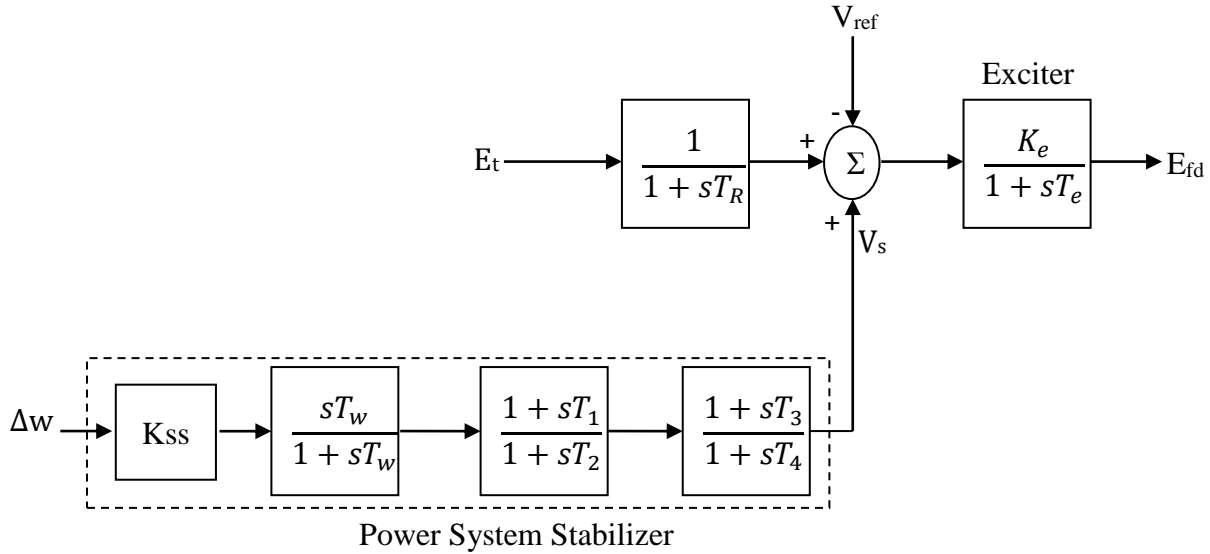 V_ref
Exciter
-
E_t
1
1 + sT_R
+
Σ
K_e
1 + sT_e
E_fd
+
V_s
Δw
Kss
sT_w
1 + sT_w
1 + sT_1
1 + sT_2
1 + sT_3
1 + sT_4
Power System Stabilizer